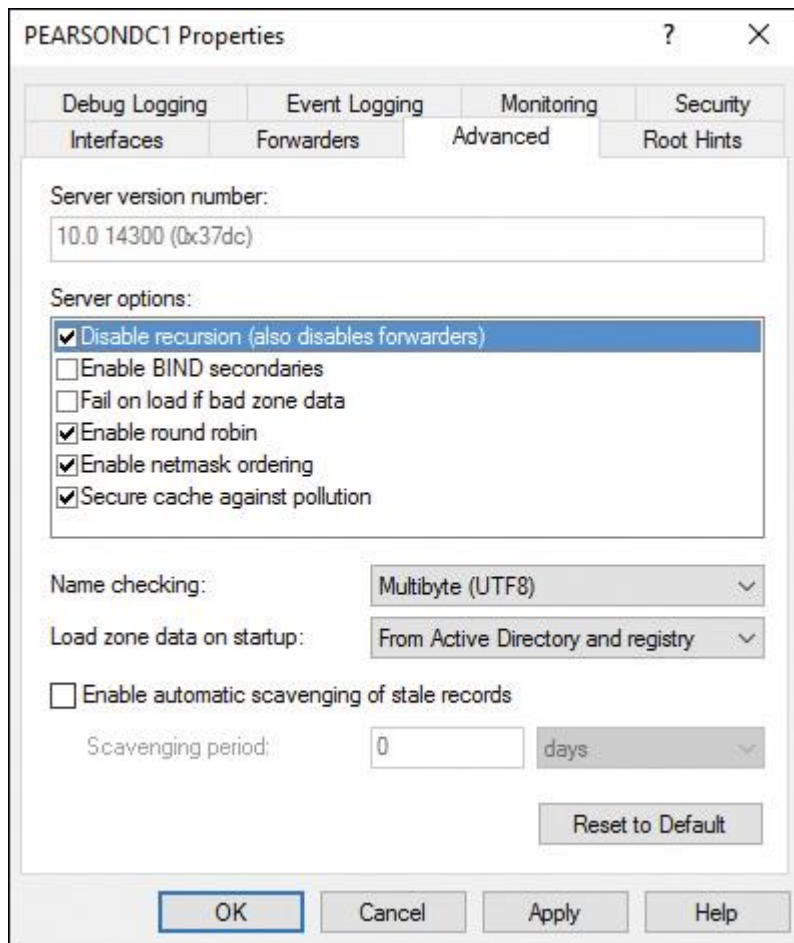 PEARSONDC1 Properties ? X
Debug Logging Event Logging Monitoring Security
Interfaces Forwarders Advanced Root Hints
Server version number:
10.0 14300 (0x37dc)
Server options:
Disable recursion (also disables forwarders)
Enable BIND secondaries
Fail on load if bad zone data
Enable round robin
Enable netmask ordering
Secure cache against pollution
Name checking: Multibyte (UTF8)
Load zone data on startup: From Active Directory and registry
Enable automatic scavenging of stale records
Scavenging period: 0 days
Reset to Default
OK Cancel Apply Help